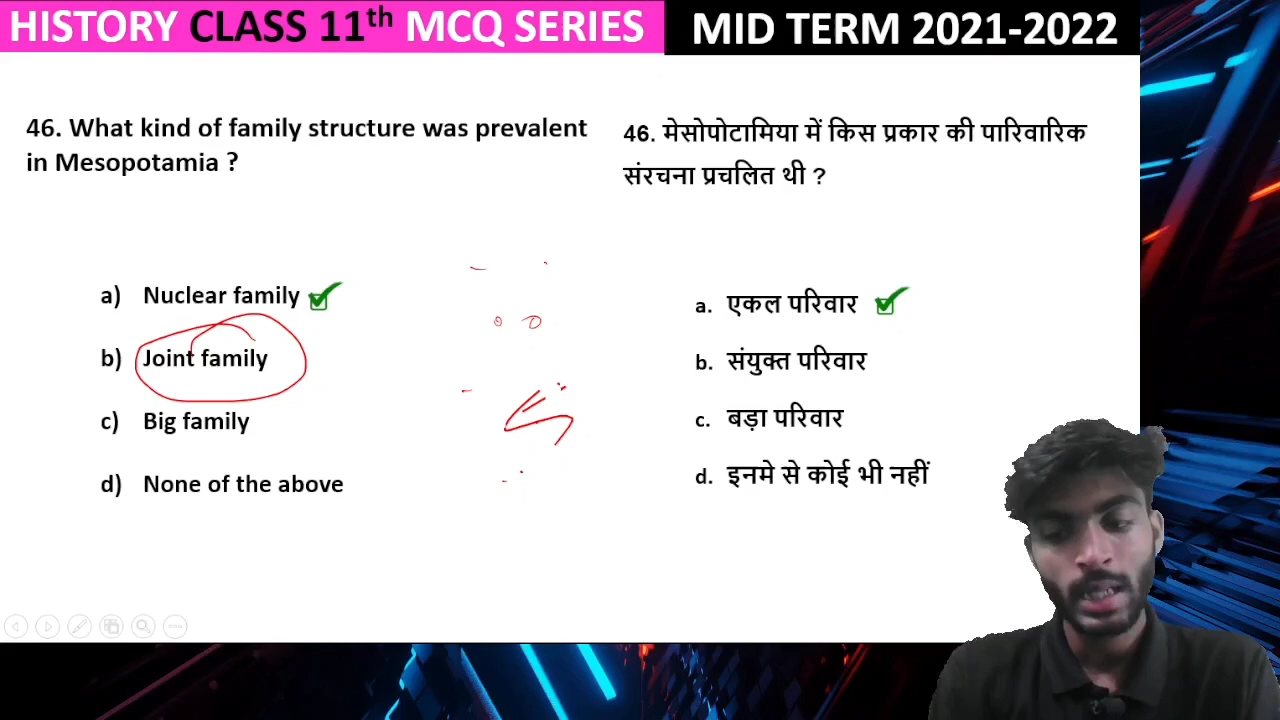 HISTORY CLASS 11th MCQ SERIES
MID TERM 2021-2022
46. What kind of family structure was prevalent
in Mesopotamia ?
a) Nuclear family
b) Joint family
c) Big family
d) None of the above
46. मेसोपोटामिया में किस प्रकार की पारिवारिक
संरचना प्रचलित थी ?
a. एकल परिवार
b. संयुक्त परिवार
c. बड़ा परिवार
d. इनमे से कोई भी नहीं